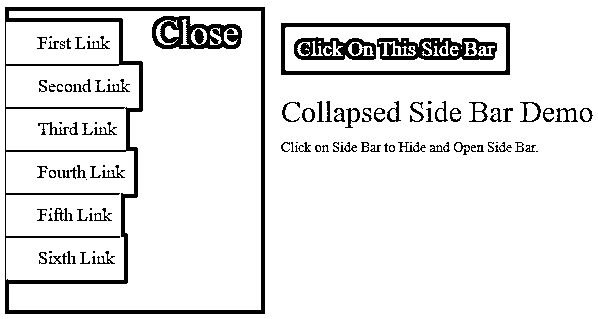 Close
First Link
Second Link
Third Link
Fourth Link
Fifth Link
Sixth Link
Click On This Side Bar
Collapsed Side Bar Demo
Click on Side Bar to Hide and Open Side Bar.